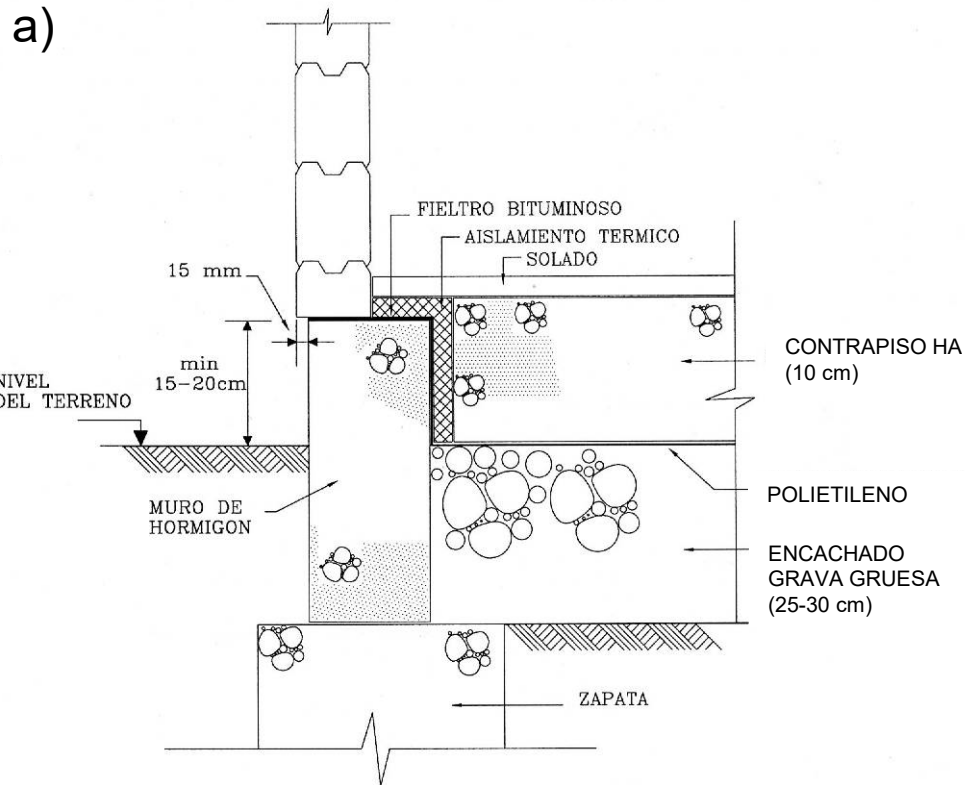 a)
FIELTRO BITUMINOSO
AISLAMIENTO TERMICO
SOLADO
15 mm
min
15-20cm
NIVEL
DEL TERRENO
CONTRAPISO HA
(10 cm)
MURO DE
HORMIGON
POLIETILENO
ENCACHADO
GRAVA GRUESA
(25-30 cm)
ZAPATA